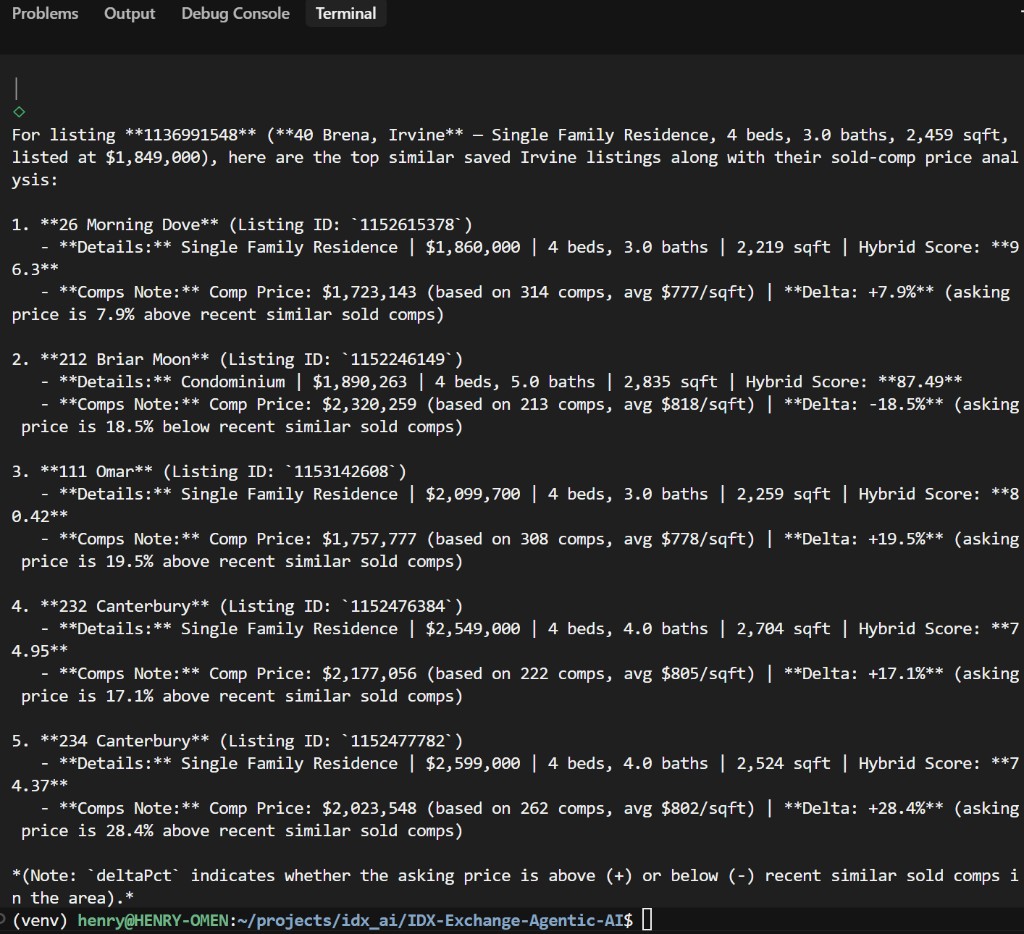 Problems Output Debug Console Terminal
For listing **1136991548** (**40 Brena, Irvine** — Single Family Residence, 4 beds, 3.0 baths, 2,459 sqft,
listed at $1,849,000), here are the top similar saved Irvine listings along with their sold-comp price anal
ysis:
1. **26 Morning Dove** (Listing ID: `1152615378`)
- **Details:** Single Family Residence | $1,860,000 | 4 beds, 3.0 baths | 2,219 sqft | Hybrid Score: **9
6.3**
- **Comps Note:** Comp Price: $1,723,143 (based on 314 comps, avg $777/sqft) | **Delta: +7.9%** (asking
price is 7.9% above recent similar sold comps)
2. **212 Briar Moon** (Listing ID: `1152246149`)
- **Details:** Condominium | $1,890,263 | 4 beds, 5.0 baths | 2,835 sqft | Hybrid Score: **87.49**
- **Comps Note:** Comp Price: $2,320,259 (based on 213 comps, avg $818/sqft) | **Delta: -18.5%** (asking
price is 18.5% below recent similar sold comps)
3. **111 Omar** (Listing ID: `1153142608`)
- **Details:** Single Family Residence | $2,099,700 | 4 beds, 3.0 baths | 2,259 sqft | Hybrid Score: **8
0.42**
- **Comps Note:** Comp Price: $1,757,777 (based on 308 comps, avg $778/sqft) | **Delta: +19.5%** (asking
price is 19.5% above recent similar sold comps)
4. **232 Canterbury** (Listing ID: `1152476384`)
- **Details:** Single Family Residence | $2,549,000 | 4 beds, 4.0 baths | 2,704 sqft | Hybrid Score: **7
4.95**
- **Comps Note:** Comp Price: $2,177,056 (based on 222 comps, avg $805/sqft) | **Delta: +17.1%** (asking
price is 17.1% above recent similar sold comps)
5. **234 Canterbury** (Listing ID: `1152477782`)
- **Details:** Single Family Residence | $2,599,000 | 4 beds, 4.0 baths | 2,524 sqft | Hybrid Score: **7
4.37**
- **Comps Note:** Comp Price: $2,023,548 (based on 262 comps, avg $802/sqft) | **Delta: +28.4%** (asking
price is 28.4% above recent similar sold comps)
*(Note: `deltaPct` indicates whether the asking price is above (+) or below (-) recent similar sold comps i
n the area).*
(venv) henry@HENRY-OMEN:~/projects/idx_ai/IDX-Exchange-Agentic-AI$